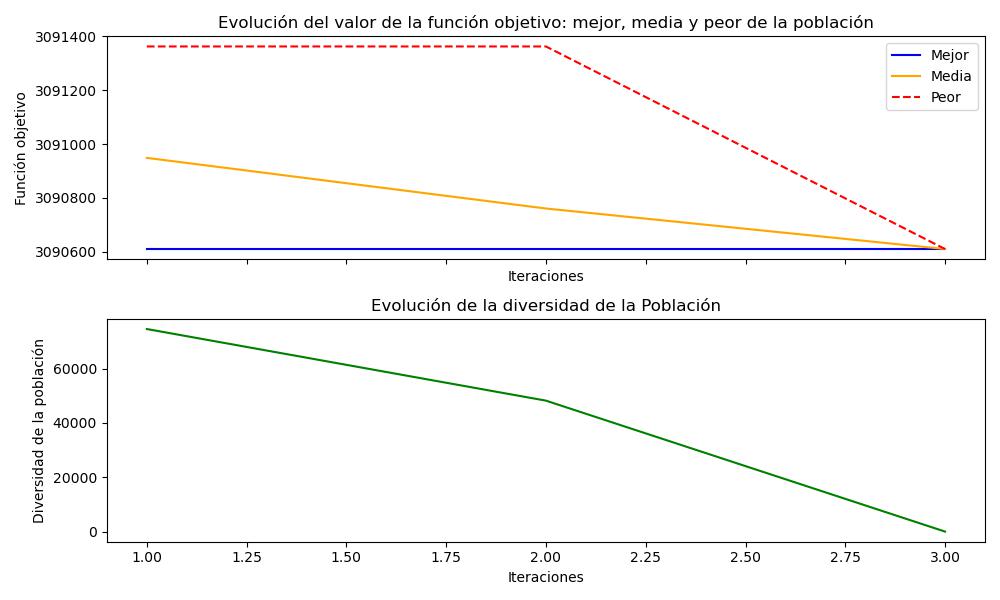 Evolución del valor de la función objetivo: mejor, media y peor de la población
Función objetivo
3091400
3091200
3091000
3090800
3090600
Mejor
Media
Peor
Iteraciones
Evolución de la diversidad de la Población
Diversidad de la población
60000
40000
20000
0
1.00 1.25 1.50 1.75 2.00 2.25 2.50 2.75 3.00
Iteraciones